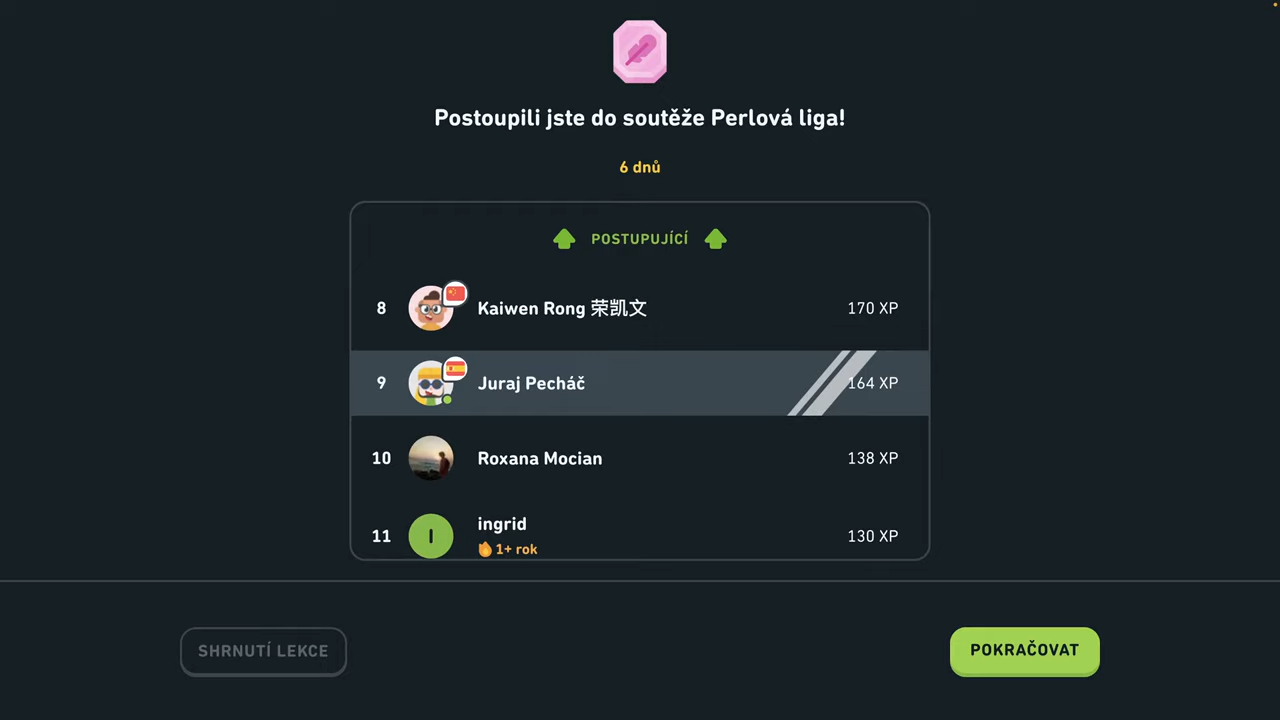 Postoupili jste do soutěže Perlová liga!
6 dnů
POSTUPUJÍCÍ
8 Kaiwen Rong 荣凯文 170 XP
9 Juraj Pecháč 164 XP
10 Roxana Mocian 138 XP
11 I ingrid 130 XP
1+ rok
SHRNUTÍ LEKCE
POKRAČOVAT